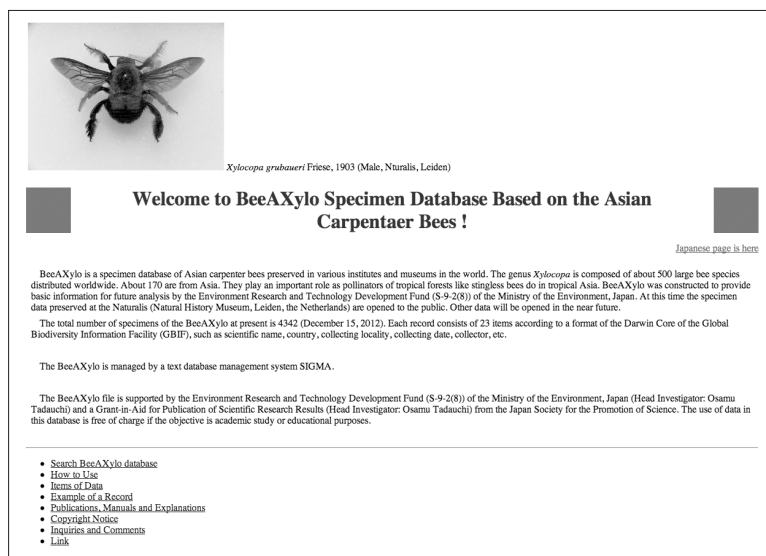 Xylocopa grubaueri Friese, 1903 (Male, Nturalis, Leiden)
Welcome to BeeAXylo Specimen Database Based on the Asian
Carpentaer Bees !
Japanese page is here
BeeAXylo is a specimen database of Asian carpenter bees preserved in various institutes and museums in the world. The genus Xylocopa is composed of about 500 large bee species
distributed worldwide. About 170 are from Asia. They play an important role as pollinators of tropical forests like stingless bees do in tropical Asia. BeeAXylo was constructed to provide
basic information for future analysis by the Environment Research and Technology Development Fund (S-9-2(8)) of the Ministry of the Environment, Japan. At this time the specimen
data preserved at the Naturalis (Natural History Museum, Leiden, the Netherlands) are opened to the public. Other data will be opened in the near future.
The total number of specimens of the BeeAXylo at present is 4342 (December 15, 2012). Each record consists of 23 items according to a format of the Darwin Core of the Global
Biodiversity Information Facility (GBIF), such as scientific name, country, collecting locality, collecting date, collector, etc.
The BeeAXylo is managed by a text database management system SIGMA.
The BeeAXylo file is supported by the Environment Research and Technology Development Fund (S-9-2(8)) of the Ministry of the Environment, Japan (Head Investigator: Osamu
Tadauchi) and a Grant-in-Aid for Publication of Scientific Research Results (Head Investigator: Osamu Tadauchi) from the Japan Society for the Promotion of Science. The use of data in
this database is free of charge if the objective is academic study or educational purposes.
• Search BeeAXylo database
• How to Use
• Items of Data
• Example of a Record
• Publications, Manuals and Explanations
• Copyright Notice
• Inquiries and Comments
• Link